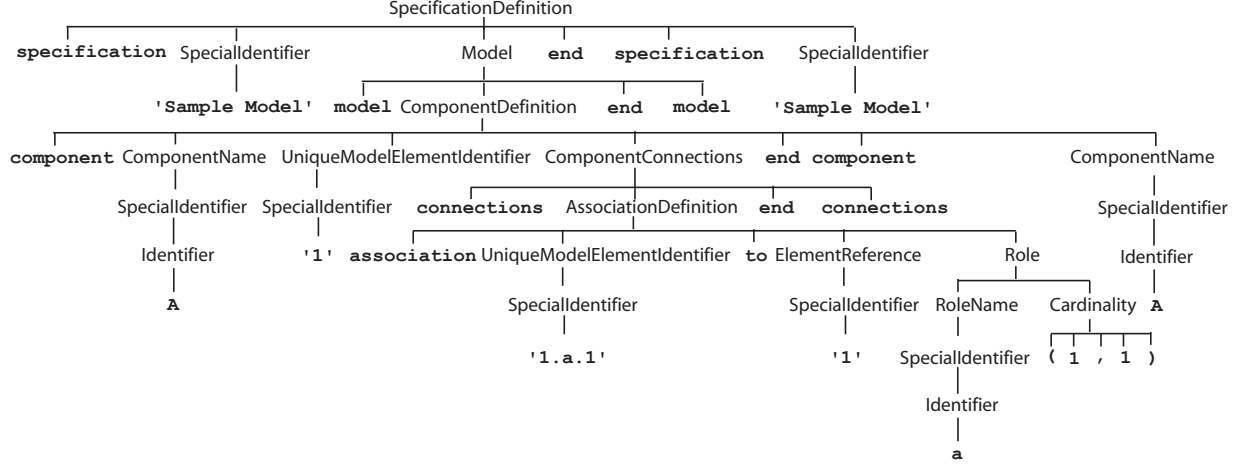 SpecificationDefinition
specification SpecialIdentifier Model end specification SpecialIdentifier
'Sample Model' model ComponentDefinition end model 'Sample Model'
component ComponentName UniqueModelElementIdentifier ComponentConnections end component ComponentName
SpecialIdentifier SpecialIdentifier connections AssociationDefinition end connections SpecialIdentifier
Identifier '1' association UniqueModelElementIdentifier to ElementReference Role Identifier
A SpecialIdentifier SpecialIdentifier RoleName Cardinality A
'1.a.1' '1' SpecialIdentifier ( 1 , 1 )
Identifier
a